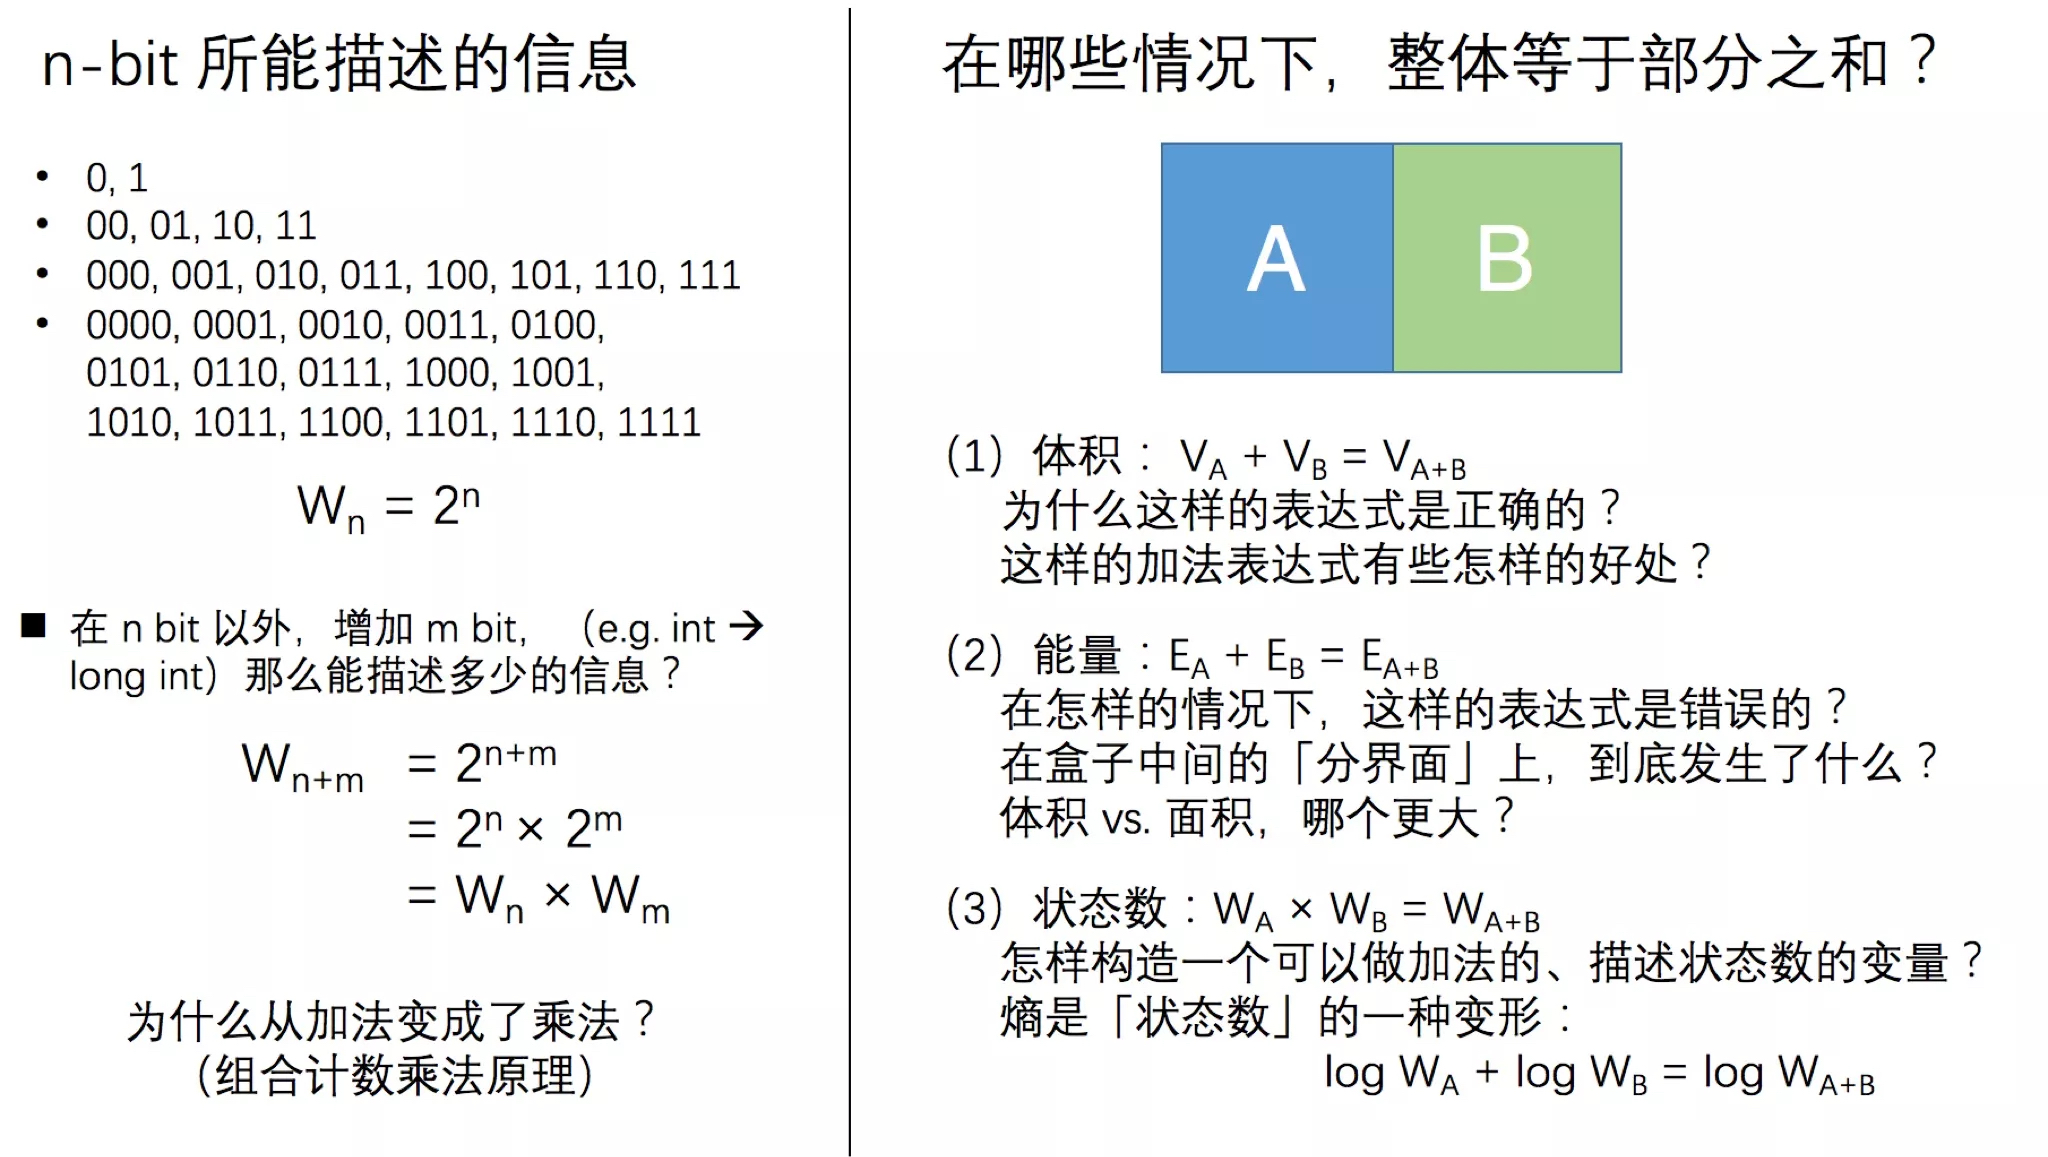 n-bit 所能描述的信息
• 0, 1
• 00, 01, 10, 11
• 000, 001, 010, 011, 100, 101, 110, 111
• 0000, 0001, 0010, 0011, 0100,
0101, 0110, 0111, 1000, 1001,
1010, 1011, 1100, 1101, 1110, 1111
Wₙ = 2ⁿ
■ 在 n bit 以外，增加 m bit，（e.g. int →
long int）那么能描述多少的信息？
Wₙ₊ₘ = 2ⁿ⁺ᵐ
= 2ⁿ × 2ᵐ
= Wₙ × Wₘ
为什么从加法变成了乘法？
（组合计数乘法原理）
在哪些情况下，整体等于部分之和？
A B
（1）体积：V_A + V_B = V_{A+B}
为什么这样的表达式是正确的？
这样的加法表达式有些怎样的好处？
（2）能量：E_A + E_B = E_{A+B}
在怎样的情况下，这样的表达式是错误的？
在盒子中间的「分界面」上，到底发生了什么？
体积 vs. 面积，哪个更大？
（3）状态数：W_A × W_B = W_{A+B}
怎样构造一个可以做加法的、描述状态数的变量？
熵是「状态数」的一种变形：
log W_A + log W_B = log W_{A+B}